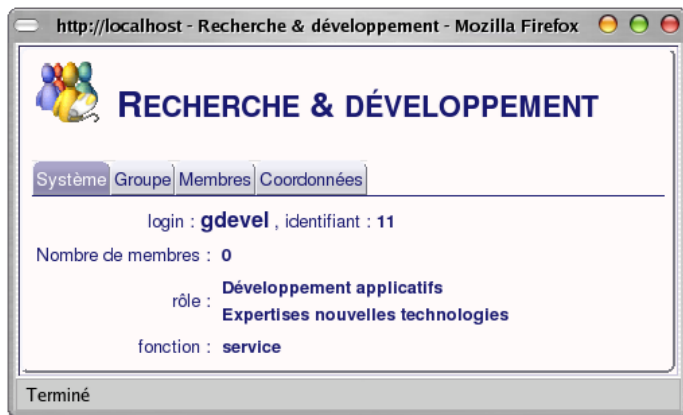 http://localhost - Recherche & développement - Mozilla Firefox
RECHERCHE & DÉVELOPPEMENT
Système Groupe Membres Coordonnées
login : gdevel , identifiant : 11
Nombre de membres : 0
rôle : Développement applicatifs
Expertises nouvelles technologies
fonction : service
Terminé